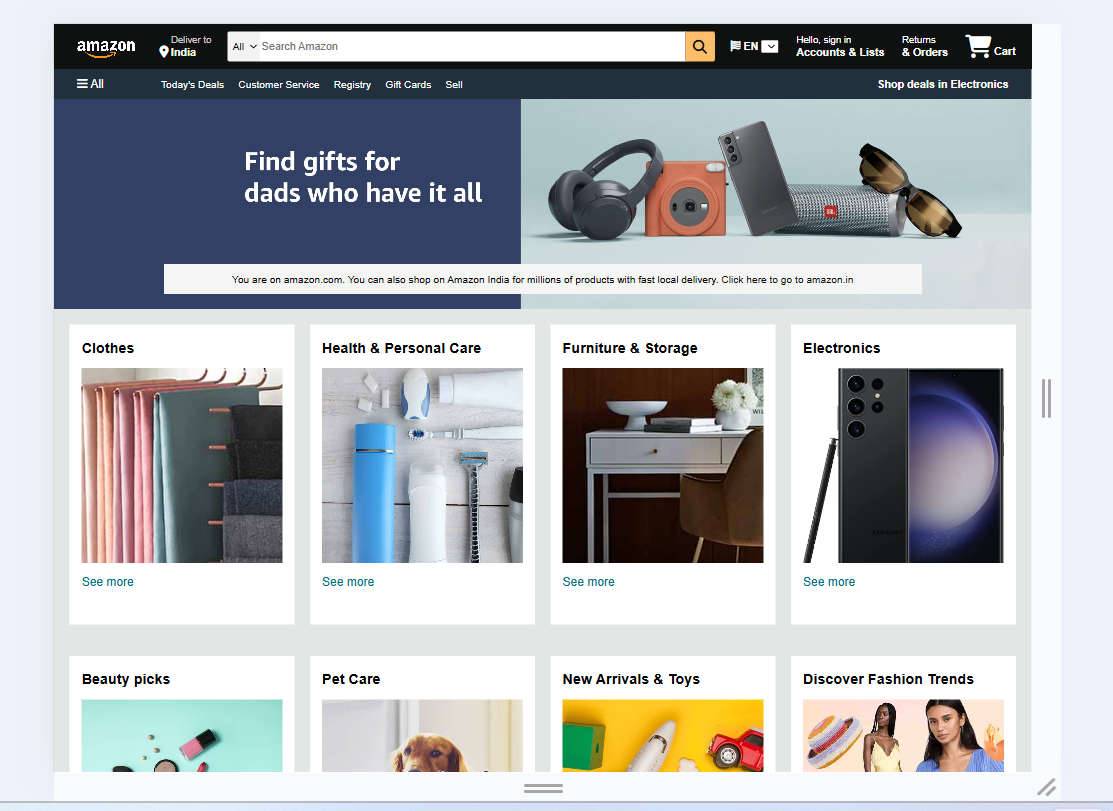 amazon
Deliver to
India
All
Search Amazon
EN
Hello, sign in
Accounts & Lists
Returns
& Orders
Cart
All
Today's Deals
Customer Service
Registry
Gift Cards
Sell
Shop deals in Electronics
Find gifts for
dads who have it all
JBL
You are on amazon.com. You can also shop on Amazon India for millions of products with fast local delivery. Click here to go to amazon.in
Clothes
Health & Personal Care
Furniture & Storage
Electronics
SAMSUNG
See more
See more
See more
See more
Beauty picks
Pet Care
New Arrivals & Toys
Discover Fashion Trends